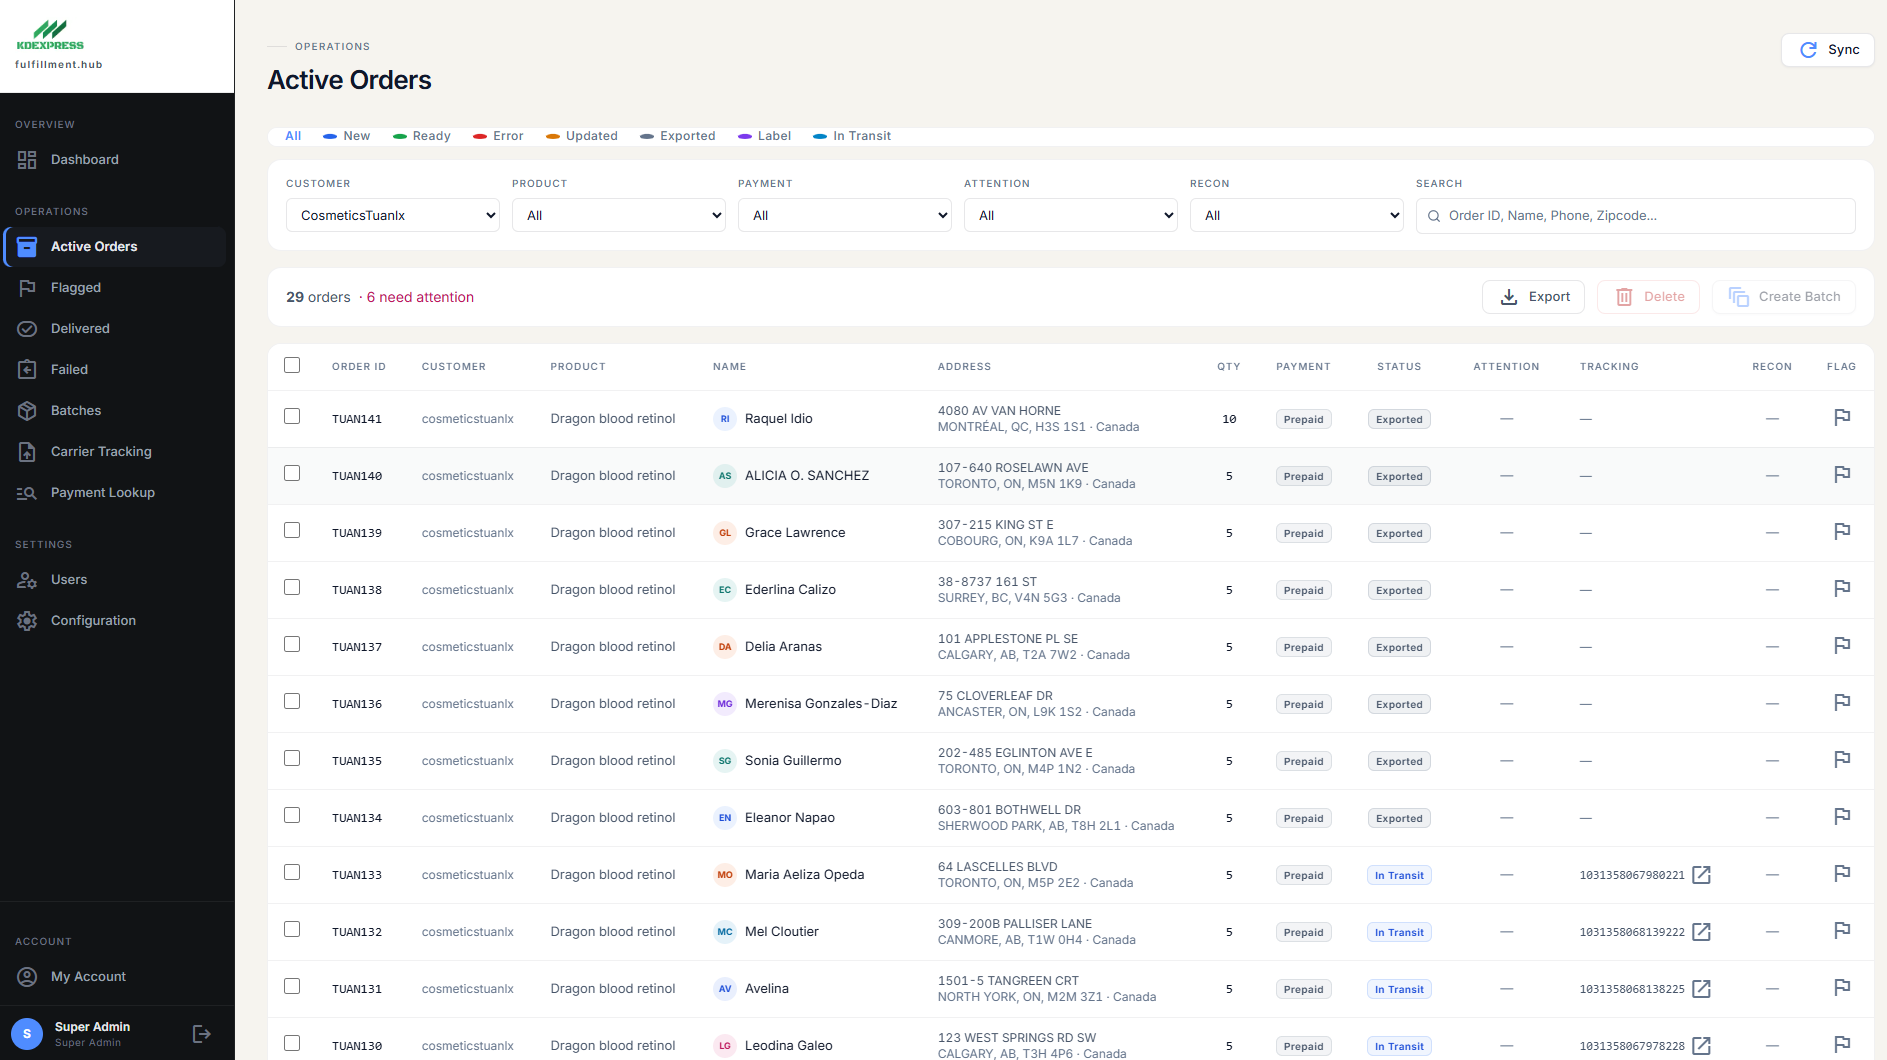 KDEXPRESS
fulfillment.hub
OVERVIEW
Dashboard
OPERATIONS
Active Orders
Flagged
Delivered
Failed
Batches
Carrier Tracking
Payment Lookup
SETTINGS
Users
Configuration
ACCOUNT
My Account
S
Super Admin
Super Admin
OPERATIONS
Active Orders
Sync
All New Ready Error Updated Exported Label In Transit
CUSTOMER PRODUCT PAYMENT ATTENTION RECON SEARCH
CosmeticsTuanlx All All All All Order ID, Name, Phone, Zipcode...
29 orders · 6 need attention Export Delete Create Batch
ORDER ID CUSTOMER PRODUCT NAME ADDRESS QTY PAYMENT STATUS ATTENTION TRACKING RECON FLAG
TUAN141 cosmeticstuanlx Dragon blood retinol RI Raquel Idio 4080 AV VAN HORNE 10 Prepaid Exported — — —
MONTRÉAL, QC, H3S 1S1 · Canada
TUAN140 cosmeticstuanlx Dragon blood retinol AS ALICIA O. SANCHEZ 107-640 ROSELAWN AVE 5 Prepaid Exported — — —
TORONTO, ON, M5N 1K9 · Canada
TUAN139 cosmeticstuanlx Dragon blood retinol GL Grace Lawrence 307-215 KING ST E 5 Prepaid Exported — — —
COBOURG, ON, K9A 1L7 · Canada
TUAN138 cosmeticstuanlx Dragon blood retinol EC Ederlina Calizo 38-8737 161 ST 5 Prepaid Exported — — —
SURREY, BC, V4N 5G3 · Canada
TUAN137 cosmeticstuanlx Dragon blood retinol DA Delia Aranas 101 APPLESTONE PL SE 5 Prepaid Exported — — —
CALGARY, AB, T2A 7W2 · Canada
TUAN136 cosmeticstuanlx Dragon blood retinol MG Merenisa Gonzales-Diaz 75 CLOVERLEAF DR 5 Prepaid Exported — — —
ANCASTER, ON, L9K 1S2 · Canada
TUAN135 cosmeticstuanlx Dragon blood retinol SG Sonia Guillermo 202-485 EGLINTON AVE E 5 Prepaid Exported — — —
TORONTO, ON, M4P 1N2 · Canada
TUAN134 cosmeticstuanlx Dragon blood retinol EN Eleanor Napao 603-801 BOTHWELL DR 5 Prepaid Exported — — —
SHERWOOD PARK, AB, T8H 2L1 · Canada
TUAN133 cosmeticstuanlx Dragon blood retinol MO Maria Aeliza Opeda 64 LASCELLES BLVD 5 Prepaid In Transit — 1031358067980221 —
TORONTO, ON, M5P 2E2 · Canada
TUAN132 cosmeticstuanlx Dragon blood retinol MC Mel Cloutier 309-200B PALLISER LANE 5 Prepaid In Transit — 1031358068139222 —
CANMORE, AB, T1W 0H4 · Canada
TUAN131 cosmeticstuanlx Dragon blood retinol AV Avelina 1501-5 TANGREEN CRT 5 Prepaid In Transit — 1031358068138225 —
NORTH YORK, ON, M2M 3Z1 · Canada
TUAN130 cosmeticstuanlx Dragon blood retinol LG Leodina Galeo 123 WEST SPRINGS RD SW 5 Prepaid In Transit — 1031358067978228 —
CALGARY, AB, T3H 4P6 · Canada